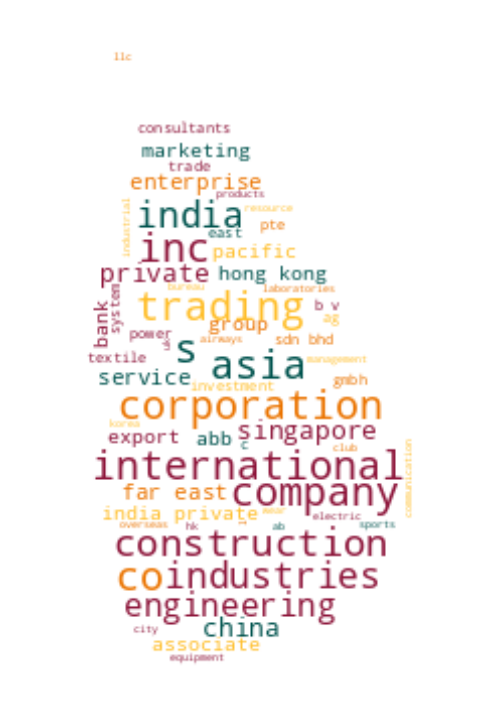 llc
consultants
marketing
trade
enterprise
products
industrial
india
resource
east
pte
inc
pacific
private
hong kong
bureau
laboratories
system
bank
trading
b v
ag
group
power
airways
sdn bhd
uk
s
textile
asia
management
service
investment
gmbh
corporation
korea
export
abb
c
singapore
club
communication
international
far east
company
india private
near
electric
overseas
hk
ab
sports
construction
co
industries
engineering
city
china
associate
equipment